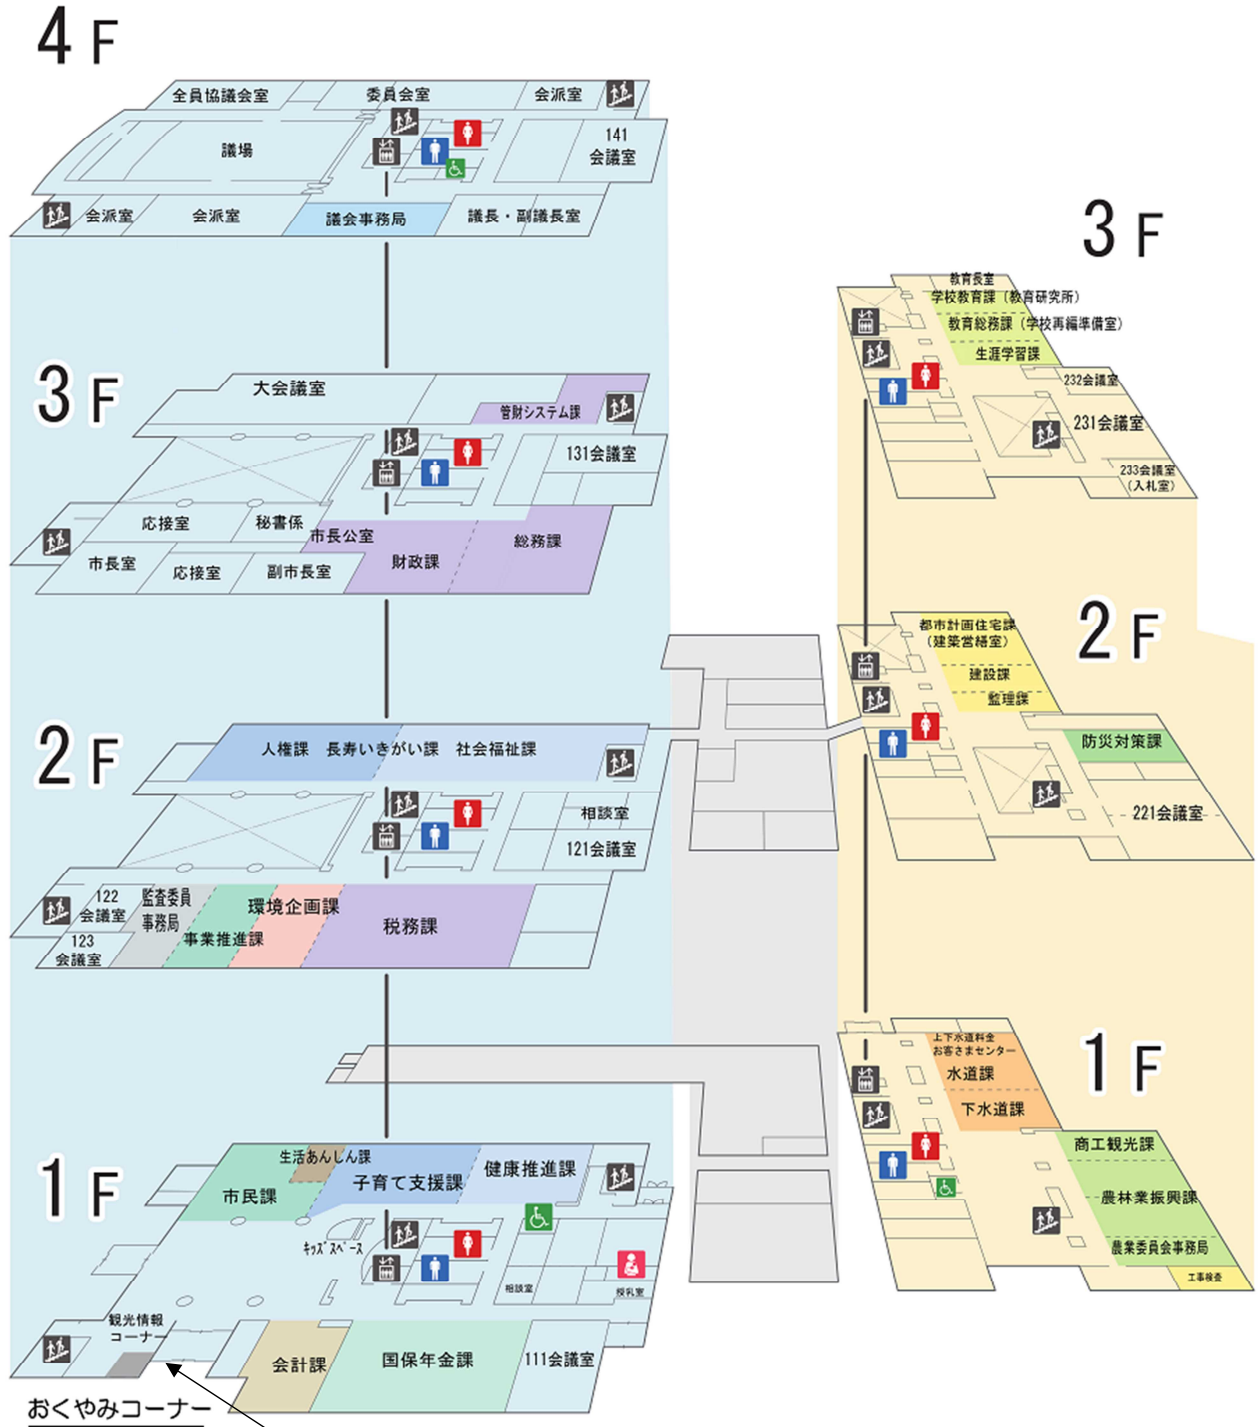 4F
全員協議会室
委員会室
会派室
議場
141
会議室
会派室
会派室
議会事務局
議長・副議長室
3F
大会議室
管財システム課
131会議室
応接室
秘書係
市長公室
総務課
市長室
応接室
副市長室
財政課
2F
人権課 長寿いきがい課 社会福祉課
相談室
121会議室
122
会議室
123
会議室
監査委員
事務局
事業推進課
環境企画課
税務課
1F
生活あんしん課
市民課
子育て支援課
健康推進課
キッズスペース
相談室
授乳室
観光情報
コーナー
会計課
国保年金課
111会議室
おくやみコーナー
3F
教育長室
学校教育課(教育研究所)
教育総務課(学校再編準備室)
生涯学習課
232会議室
231会議室
233会議室
(入札室)
2F
都市計画住宅課
(建築営繕室)
建設課
監理課
防災対策課
221会議室
1F
上下水道料金
お客さまセンター
水道課
下水道課
商工観光課
農林業振興課
農業委員会事務局
工事検査